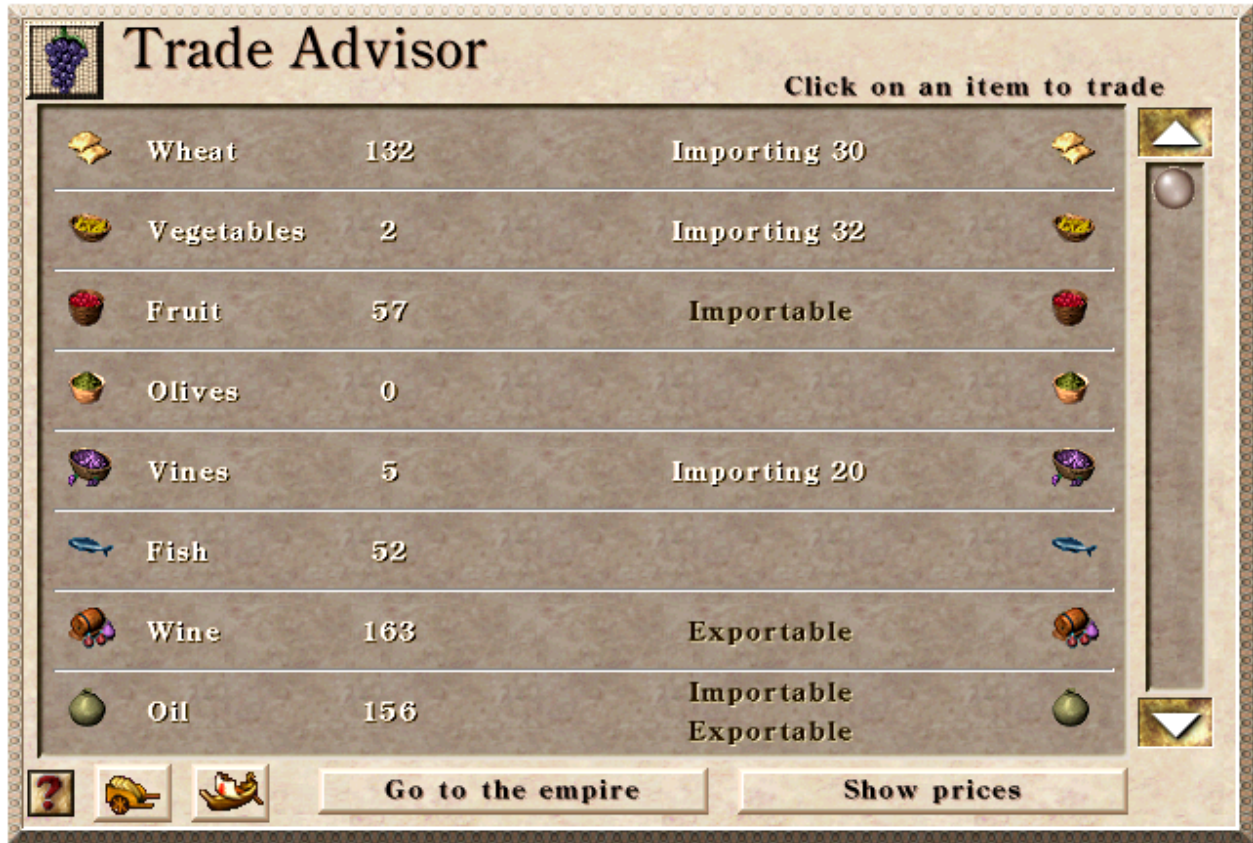 Trade Advisor
Click on an item to trade
Wheat 132 Importing 30
Vegetables 2 Importing 32
Fruit 57 Importable
Olives 0
Vines 5 Importing 20
Fish 52
Wine 163 Exportable
Oil 156 Importable
Exportable
? Go to the empire Show prices